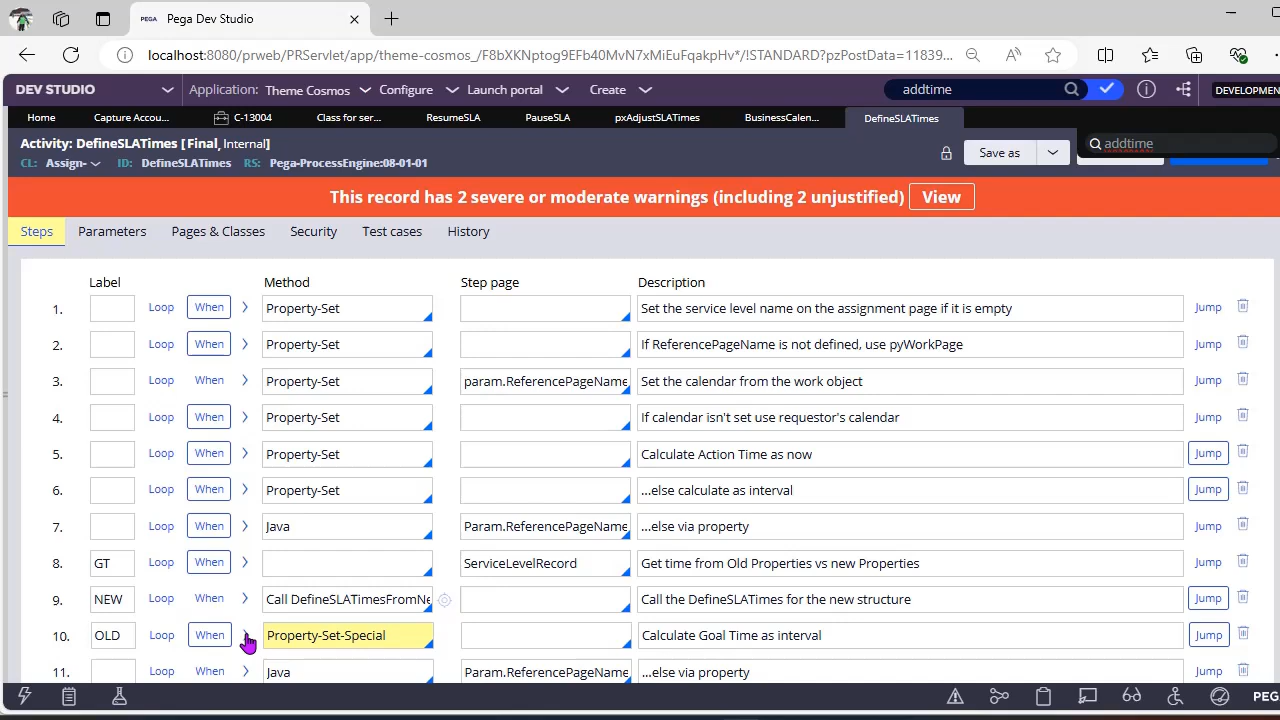 PEGA Pega Dev Studio
localhost:8080/prweb/PRServlet/app/theme-cosmos_/F8bXKNptog9EFb40MvN7xMiEuFqakpHv*/!STANDARD?pzPostData=11839...
DEV STUDIO Application: Theme Cosmos Configure Launch portal Create addtime DEVELOPMEN
Home Capture Accou... C-13004 Class for ser... ResumeSLA PauseSLA pxAdjustSLATimes BusinessCalen... DefineSLATimes
Activity: DefineSLATimes [Final, Internal]
CL: Assign- ID: DefineSLATimes RS: Pega-ProcessEngine:08-01-01
Save as addtime
This record has 2 severe or moderate warnings (including 2 unjustified) View
Steps Parameters Pages & Classes Security Test cases History
Label Method Step page Description
1. Loop When Property-Set Set the service level name on the assignment page if it is empty Jump
2. Loop When Property-Set If ReferencePageName is not defined, use pyWorkPage Jump
3. Loop When Property-Set param.ReferencePageName Set the calendar from the work object Jump
4. Loop When Property-Set If calendar isn't set use requestor's calendar Jump
5. Loop When Property-Set Calculate Action Time as now Jump
6. Loop When Property-Set ...else calculate as interval Jump
7. Loop When Java Param.ReferencePageName ...else via property Jump
8. GT Loop When ServiceLevelRecord Get time from Old Properties vs new Properties Jump
9. NEW Loop When Call DefineSLATimesFromNe Call the DefineSLATimes for the new structure Jump
10. OLD Loop When Property-Set-Special Calculate Goal Time as interval Jump
11. Loop When Java Param.ReferencePageName ...else via property Jump
PEG